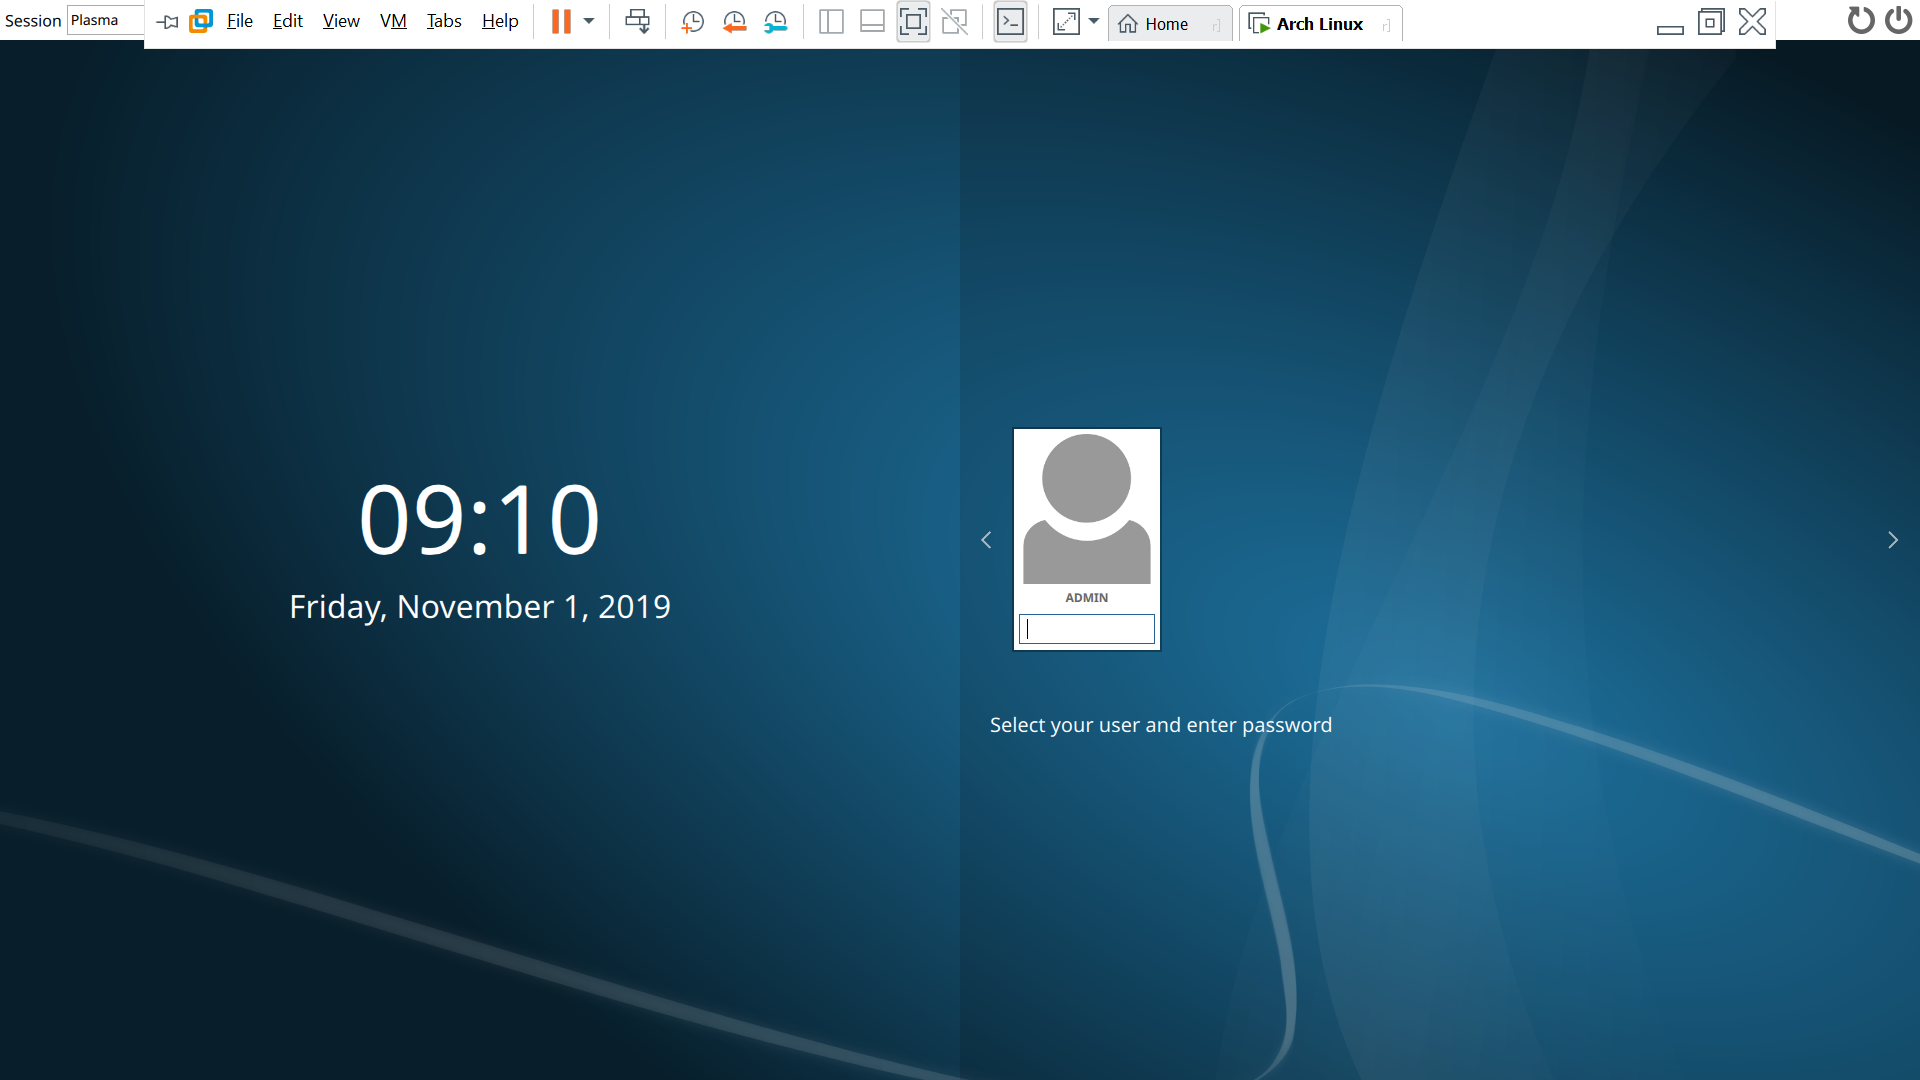 Session Plasma File Edit View VM Tabs Help Home Arch Linux
09:10
Friday, November 1, 2019
ADMIN
Select your user and enter password